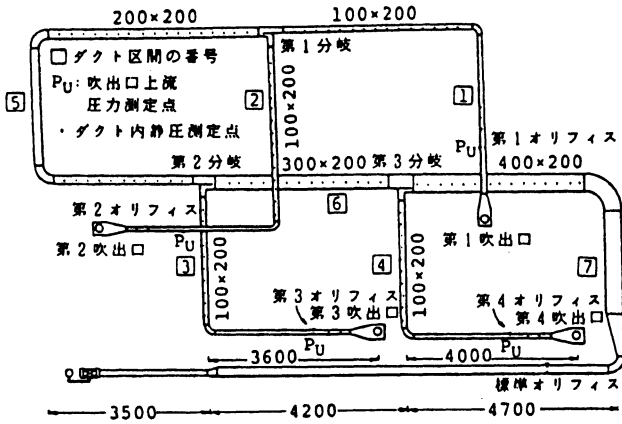 200×200
100×200
□ダクト区間の番号
第1分岐
PU: 吹出口上流
圧力測定点
・ダクト内静圧測定点
5
2
100×200
1
PU
第1オリフィス
第2分岐
300×200
第3分岐
400×200
6
第2オリフィス
PU
第2吹出口
3
100×200
4
100×200
第1吹出口
7
第3オリフィス
第3吹出口
第4オリフィス
第4吹出口
PU
PU
3600
4000
標準オリフィス
3500
4200
4700